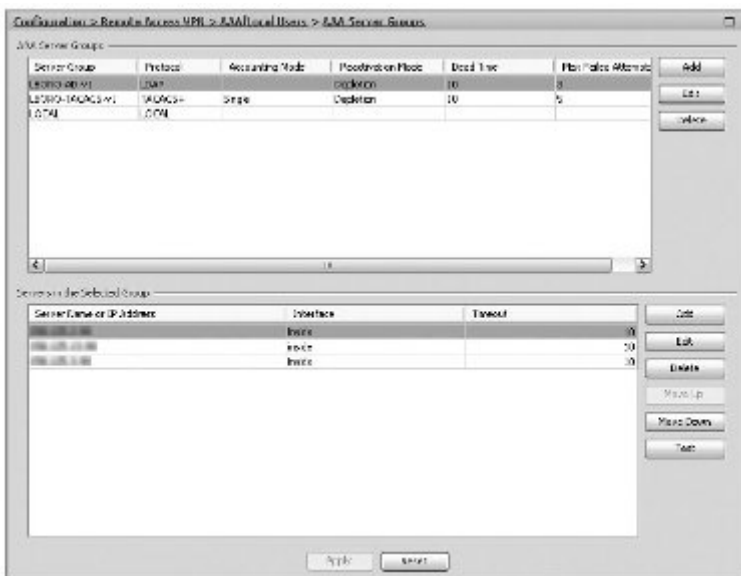 Configuration > Remote Access VPN > AAA/Local Users > AAA Server Groups
AAA Server Groups
Server Group Protocol Accounting Mode Reactivation Mode Dead Time Max Failed Attempts
LDAP Depletion 10
TACACS+ Single Depletion 10 5
LOCAL LOCAL
Add
Edit
Delete
Servers in the Selected Group
Server Name or IP Address Interface Timeout
inside 10
inside 10
inside 10
Add
Edit
Delete
Move Up
Move Down
Test
Apply Reset